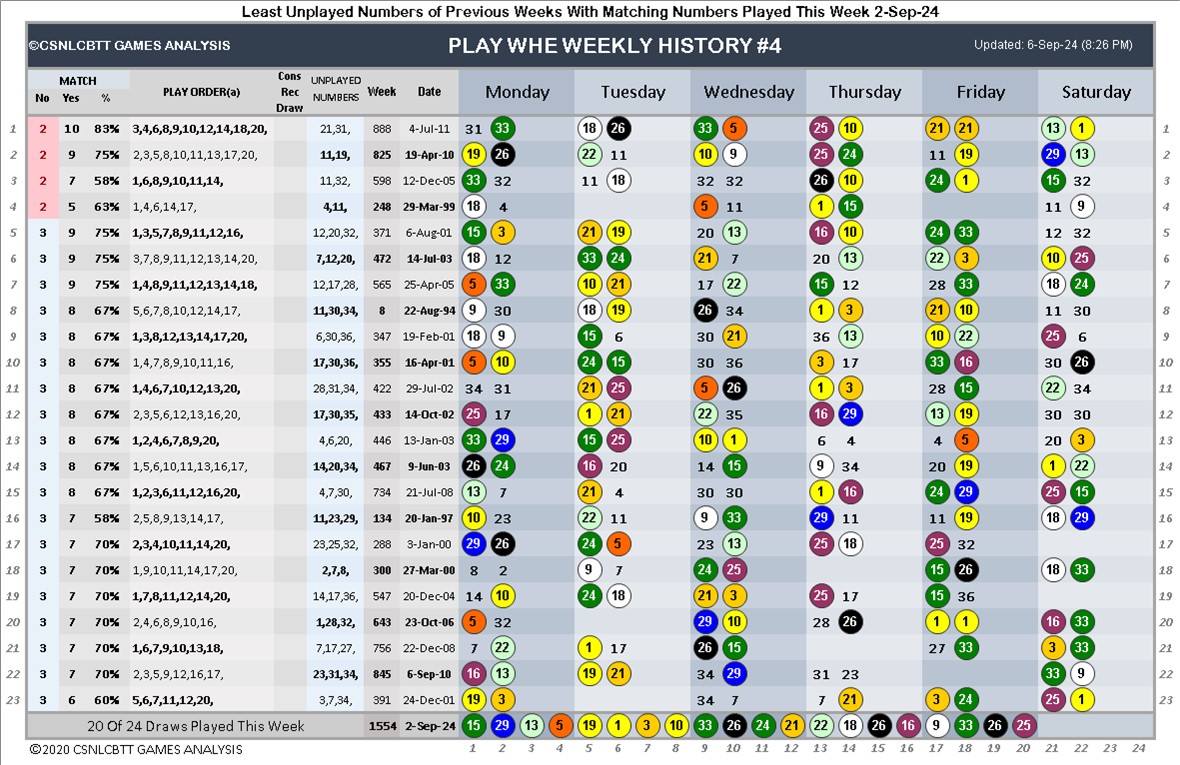 Least Unplayed Numbers of Previous Weeks With Matching Numbers Played This Week 2-Sep-24
©CSNLCBTT GAMES ANALYSIS PLAY WHE WEEKLY HISTORY #4 Updated: 6-Sep-24 (8:26 PM)
MATCH No Yes % PLAY ORDER(a) Cons Rec Draw UNPLAYED NUMBERS Week Date Monday Tuesday Wednesday Thursday Friday Saturday
1 2 10 83% 3,4,6,8,9,10,12,14,18,20, 21,31, 888 4-Jul-11 31 33 18 26 33 5 25 10 21 21 13 1 1
2 2 9 75% 2,3,5,8,10,11,13,17,20, 11,19, 825 19-Apr-10 19 26 22 11 10 9 25 24 11 19 29 13 2
3 2 7 58% 1,6,8,9,10,11,14, 11,32, 598 12-Dec-05 33 32 11 18 32 32 26 10 24 1 15 32 3
4 2 5 63% 1,4,6,14,17, 4,11, 248 29-Mar-99 18 4 5 11 1 15 11 9 4
5 3 9 75% 1,3,5,7,8,9,11,12,16, 12,20,32, 371 6-Aug-01 15 3 21 19 20 13 16 10 24 33 12 32 5
6 3 9 75% 3,7,8,9,11,12,13,14,20, 7,12,20, 472 14-Jul-03 18 12 33 24 21 7 20 13 22 3 10 25 6
7 3 9 75% 1,4,8,9,11,12,13,14,18, 12,17,28, 565 25-Apr-05 5 33 10 21 17 22 15 12 28 33 18 24 7
8 3 8 67% 5,6,7,8,10,12,14,17, 11,30,34, 8 22-Aug-94 9 30 18 19 26 34 1 3 21 10 11 30 8
9 3 8 67% 1,3,8,12,13,14,17,20, 6,30,36, 347 19-Feb-01 18 9 15 6 30 21 36 13 10 22 25 6 9
10 3 8 67% 1,4,7,8,9,10,11,16, 17,30,36, 355 16-Apr-01 5 10 24 15 30 36 3 17 33 16 30 26 10
11 3 8 67% 1,4,6,7,10,12,13,20, 28,31,34, 422 29-Jul-02 34 31 21 25 5 26 1 3 28 15 22 34 11
12 3 8 67% 2,3,5,6,12,13,16,20, 17,30,35, 433 14-Oct-02 25 17 1 21 22 35 16 29 13 19 30 30 12
13 3 8 67% 1,2,4,6,7,8,9,20, 4,6,20, 446 13-Jan-03 33 29 15 25 10 1 6 4 4 5 20 3 13
14 3 8 67% 1,5,6,10,11,13,16,17, 14,20,34, 467 9-Jun-03 26 24 16 20 14 15 9 34 20 19 1 22 14
15 3 8 67% 1,2,3,6,11,12,16,20, 4,7,30, 734 21-Jul-08 13 7 21 4 30 30 1 16 24 29 25 15 15
16 3 7 58% 2,5,8,9,13,14,17, 11,23,29, 134 20-Jan-97 10 23 22 11 9 33 29 11 11 19 18 29 16
17 3 7 70% 2,3,4,10,11,14,20, 23,25,32, 288 3-Jan-00 29 26 24 5 23 13 25 18 25 32 17
18 3 7 70% 1,9,10,11,14,17,20, 2,7,8, 300 27-Mar-00 8 2 9 7 24 25 15 26 18 33 18
19 3 7 70% 1,7,8,11,12,14,20, 14,17,36, 547 20-Dec-04 14 10 24 18 21 3 25 17 15 36 19
20 3 7 70% 2,4,6,8,9,10,16, 1,28,32, 643 23-Oct-06 5 32 29 10 28 26 1 1 16 33 20
21 3 7 70% 1,6,7,9,10,13,18, 7,17,27, 756 22-Dec-08 7 22 1 17 26 15 27 33 3 33 21
22 3 7 70% 2,3,5,9,12,16,17, 23,31,34, 845 6-Sep-10 16 13 19 21 34 29 31 23 33 9 22
23 3 6 60% 5,6,7,11,12,20, 3,7,34, 391 24-Dec-01 19 3 34 7 7 21 3 24 25 1 23
20 Of 24 Draws Played This Week 1554 2-Sep-24 15 29 13 5 19 1 3 10 33 26 24 21 22 18 26 16 9 33 26 25
©2020 CSNLCBTT GAMES ANALYSIS 1 2 3 4 5 6 7 8 9 10 11 12 13 14 15 16 17 18 19 20 21 22 23 24